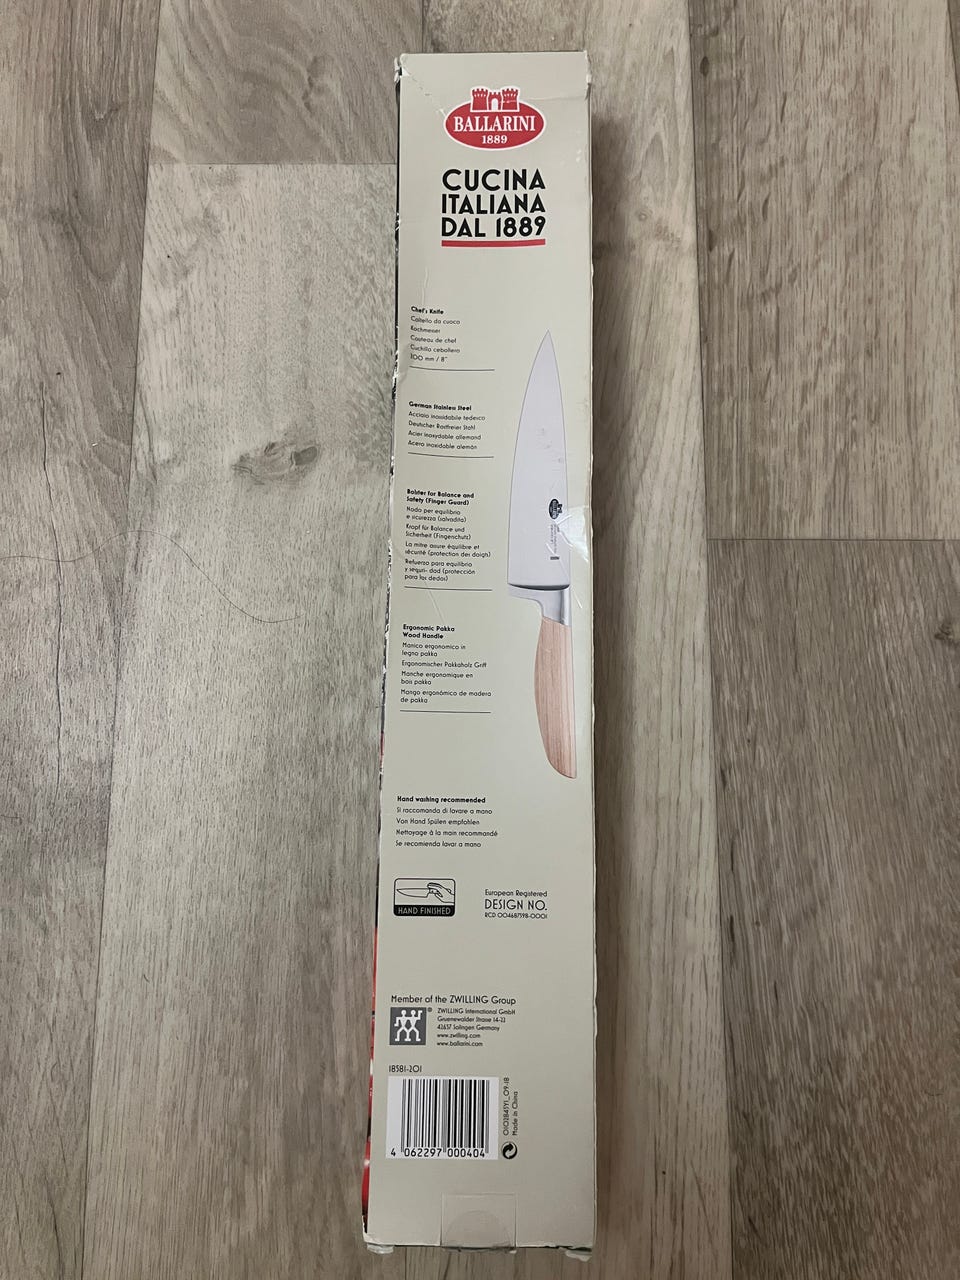 BALLARINI
1889
CUCINA
ITALIANA
DAL 1889
Chef's Knife
Coltello da cuoco
Kochmesser
Couteau de chef
Cuchillo cebollero
200 mm / 8"
German Stainless Steel
Acciaio inossidabile tedesco
Deutscher Rostfreier Stahl
Acier inoxydable allemand
Acero inoxidable alemán
Bolster for Balance and
Safety (Finger Guard)
Nodo per equilibrio
e sicurezza (salvadita)
Kropf für Balance und
Sicherheit (Fingenschutz)
La mitre assure équilibre et
sécurité (protection des doigts)
Refuerzo para equilibrio
y seguri- dad (protección
para los dedos)
Ergonomic Pakka
Wood Handle
Manico ergonomico in
legno pakka
Ergonomischer Pakkaholz Griff
Manche ergonomique en
bois pakka
Mango ergonómico de madera
de pakka
Hand washing recommended
Si raccomanda di lavare a mano
Von Hand Spülen empfohlen
Nettoyage à la main recommandé
Se recomienda lavar a mano
HAND FINISHED
European Registered
DESIGN NO.
RCD 004687598-0001
Member of the ZWILLING Group
ZWILLING International GmbH
Gruenewalder Strasse 14-22
42657 Solingen Germany
www.zwilling.com
www.ballarini.com
18581-201
4 062297 000404
Made in China